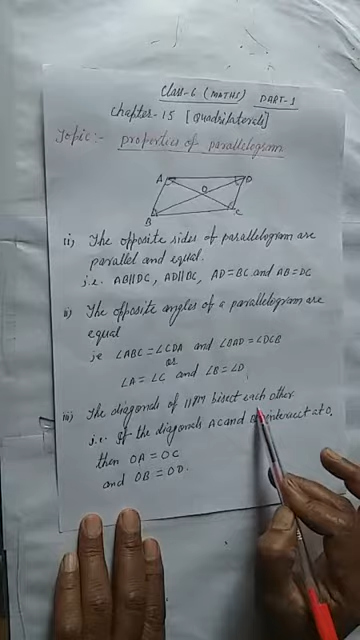 Class-6 (MATHS) PART-1
Chapter-15 [Quadrilaterals]
Topic:- properties of parallelogram
A D
O
B C
ii) The opposite sides of parallelogram are
parallel and equal.
i.e. AB||DC, AD||DC, AD=BC and AB=DC
ii) The opposite angles of a parallelogram are
equal
ie ∠ABC = ∠CDA and ∠BAD = ∠DCB
or
∠A = ∠C and ∠B = ∠D
iii) The diagonals of ||gm bisect each other
i.e. If the diagonals AC and intersect at O.
then OA = OC
and OB = OD.